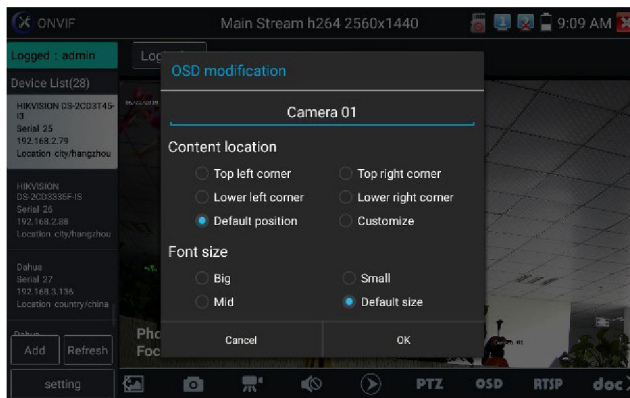 ONVIF
Main Stream h264 2560x1440
9:09 AM
Logged : admin
Log
Device List(28)
HIKVISION DS-2CD3T45-
I3
Serial 25
192.168.2.79
Location city/hangzhou
HIKVISION
DS-2CD3335F-IS
Serial 26
192.168.2.88
Location city/hangzhou
Dahua
Serial 27
192.168.3.136
Location country/china
Add
Refresh
setting
OSD modification
Camera 01
Content location
Top left corner
Top right corner
Lower left corner
Lower right corner
Default position
Customize
Font size
Big
Small
Mid
Default size
Cancel
OK
Pho
Foc
PTZ
OSD
RTSP
doc